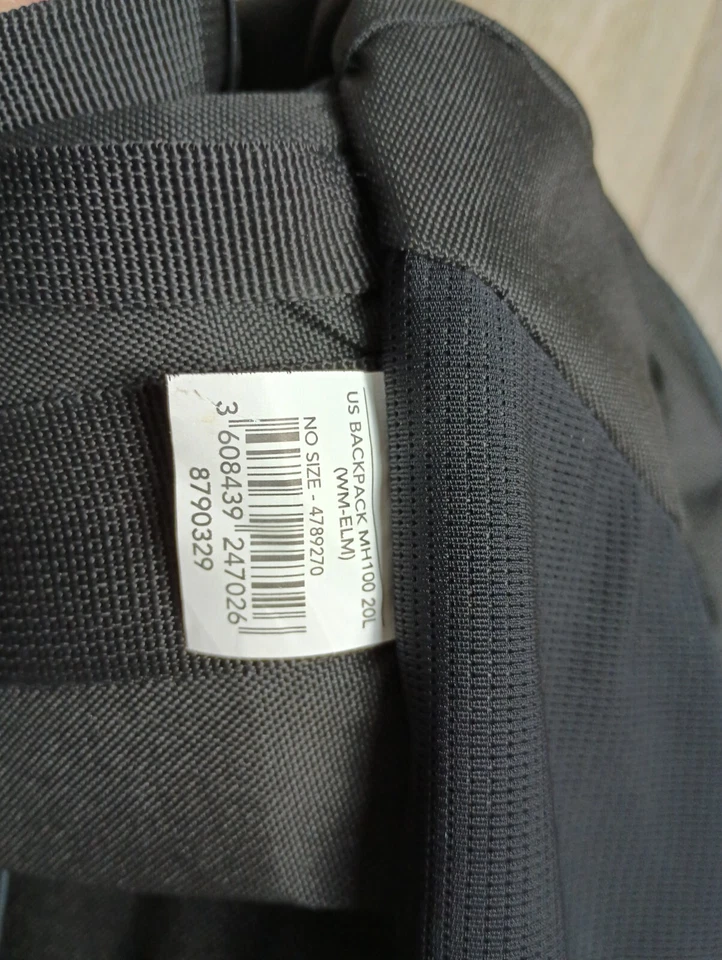 US BACKPACK MH100 20L
(WM-ELM)
NO SIZE - 4789270
3 608439 247026
8790329